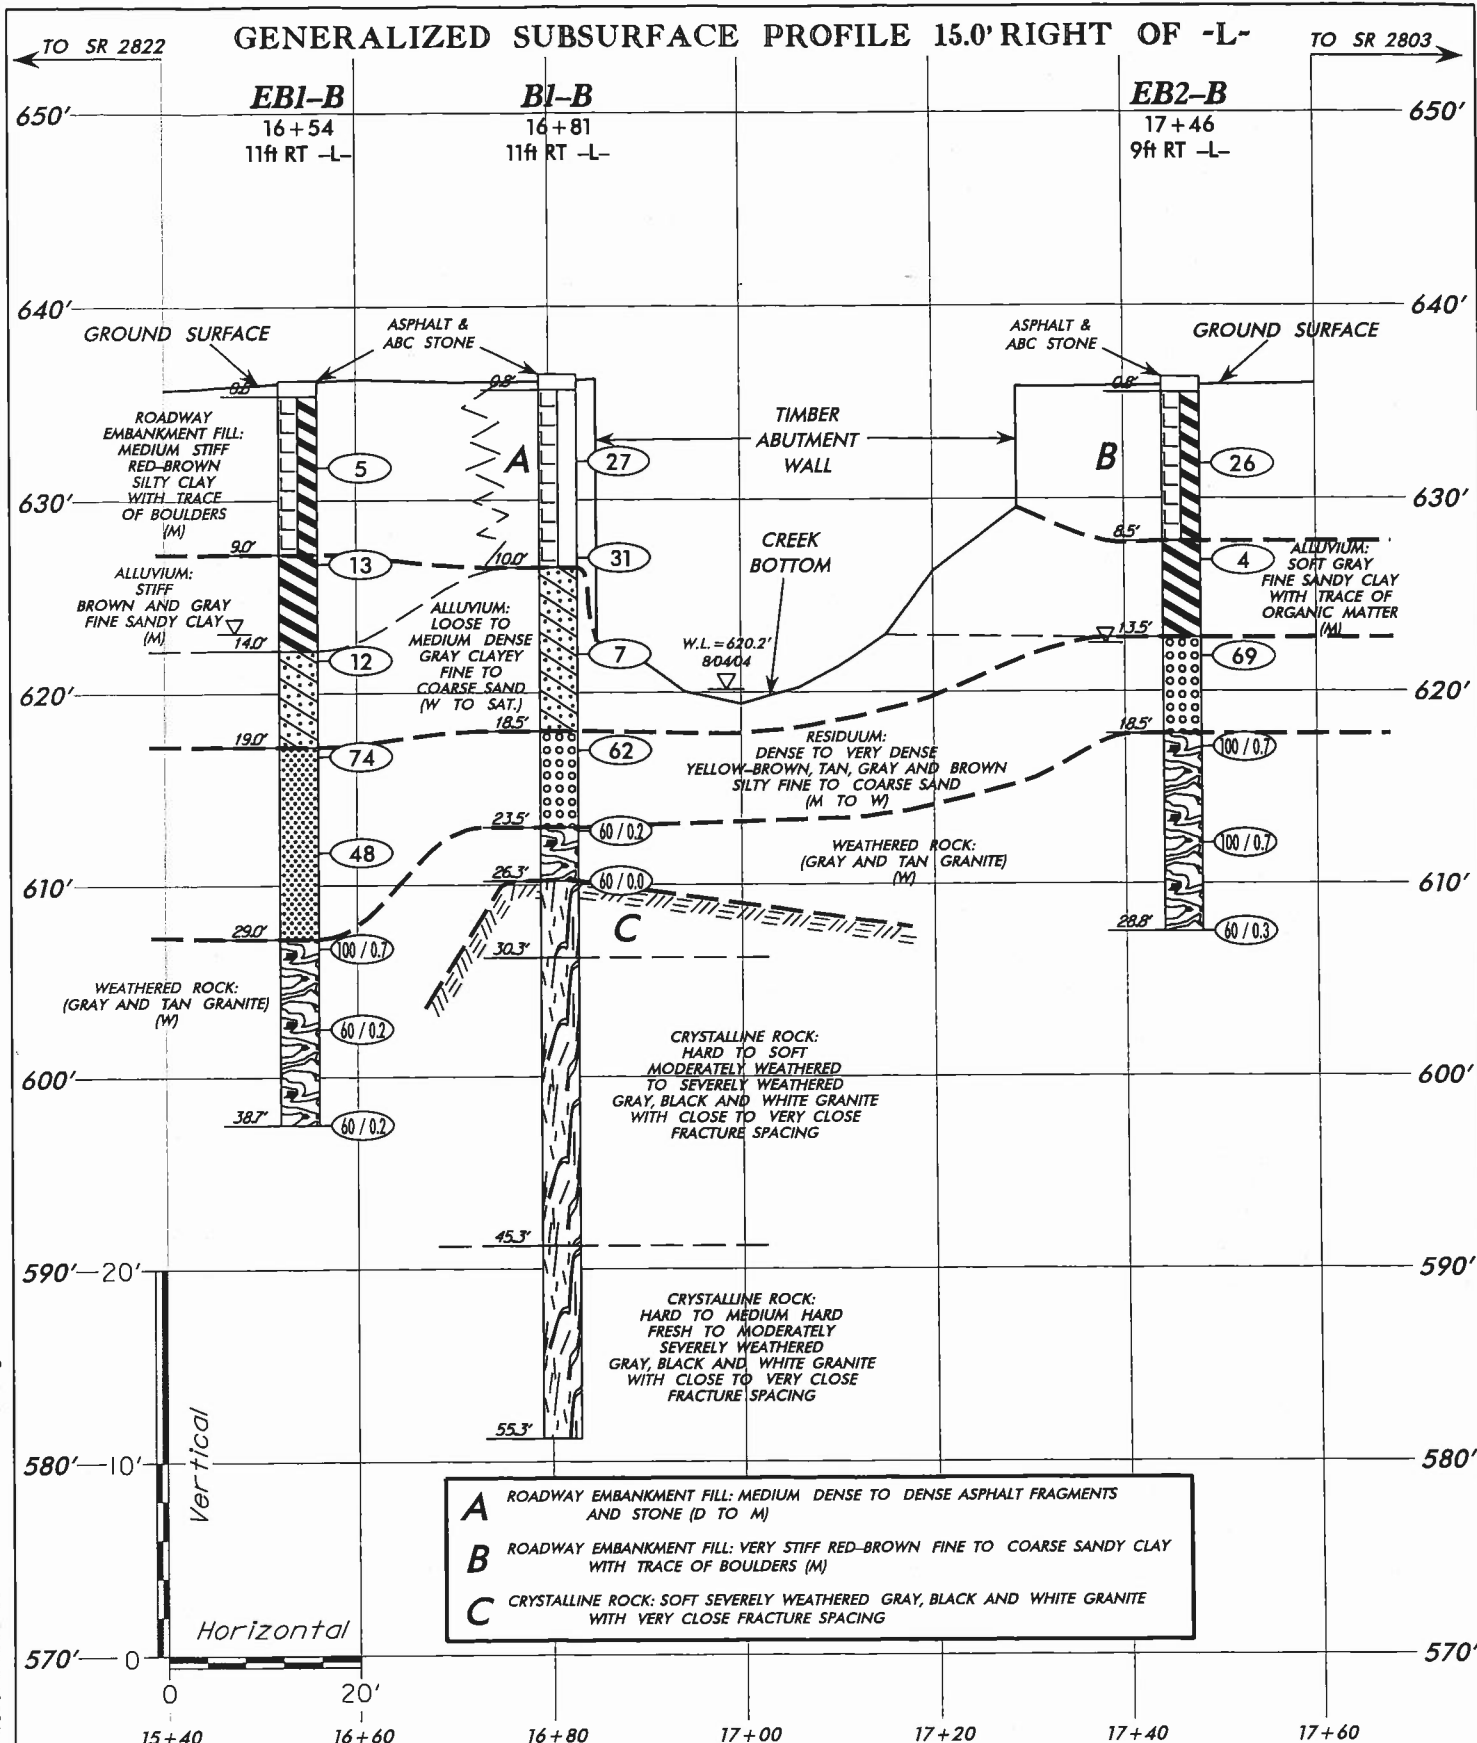 GENERALIZED SUBSURFACE PROFILE 15.0' RIGHT OF -L-
TO SR 2822
TO SR 2803
EB1-B
16+54
11ft RT -L-
B1-B
16+81
11ft RT -L-
EB2-B
17+46
9ft RT -L-
650'
650'
640'
640'
GROUND SURFACE
ASPHALT &
ABC STONE
ASPHALT &
ABC STONE
GROUND SURFACE
0.8'
0.8'
ROADWAY
EMBANKMENT FILL:
MEDIUM STIFF
RED-BROWN
SILTY CLAY
WITH TRACE
OF BOULDERS
(M)
5
A
27
TIMBER
ABUTMENT
WALL
B
26
630'
630'
9.0'
13
10.0'
31
CREEK
BOTTOM
8.5'
4
ALLUVIUM:
SOFT GRAY
FINE SANDY CLAY
WITH TRACE OF
ORGANIC MATTER
(M)
ALLUVIUM:
STIFF
BROWN AND GRAY
FINE SANDY CLAY
(M)
14.0'
12
ALLUVIUM:
LOOSE TO
MEDIUM DENSE
GRAY CLAYEY
FINE TO
COARSE SAND
(W TO SAT.)
7
W.L.=620.2'
8/04/04
13.5'
69
620'
620'
19.0'
74
18.5'
62
RESIDUUM:
DENSE TO VERY DENSE
YELLOW-BROWN, TAN, GRAY AND BROWN
SILTY FINE TO COARSE SAND
(M TO W)
18.5'
100 / 0.7
48
23.5'
60 / 0.2
WEATHERED ROCK:
(GRAY AND TAN GRANITE)
(W)
100 / 0.7
610'
610'
26.3'
60 / 0.0
C
28.8'
60 / 0.3
29.0'
100 / 0.7
30.3'
WEATHERED ROCK:
(GRAY AND TAN GRANITE)
(W)
60 / 0.2
CRYSTALLINE ROCK:
HARD TO SOFT
MODERATELY WEATHERED
TO SEVERELY WEATHERED
GRAY, BLACK AND WHITE GRANITE
WITH CLOSE TO VERY CLOSE
FRACTURE SPACING
600'
600'
38.7'
60 / 0.2
45.3'
590'
20'
590'
CRYSTALLINE ROCK:
HARD TO MEDIUM HARD
FRESH TO MODERATELY
SEVERELY WEATHERED
GRAY, BLACK AND WHITE GRANITE
WITH CLOSE TO VERY CLOSE
FRACTURE SPACING
55.3'
580'
10'
580'
Vertical
A ROADWAY EMBANKMENT FILL: MEDIUM DENSE TO DENSE ASPHALT FRAGMENTS
AND STONE (D TO M)
B ROADWAY EMBANKMENT FILL: VERY STIFF RED-BROWN FINE TO COARSE SANDY CLAY
WITH TRACE OF BOULDERS (M)
C CRYSTALLINE ROCK: SOFT SEVERELY WEATHERED GRAY, BLACK AND WHITE GRANITE
WITH VERY CLOSE FRACTURE SPACING
Horizontal
570'
0
570'
0
20'
15+40
16+60
16+80
17+00
17+20
17+40
17+60